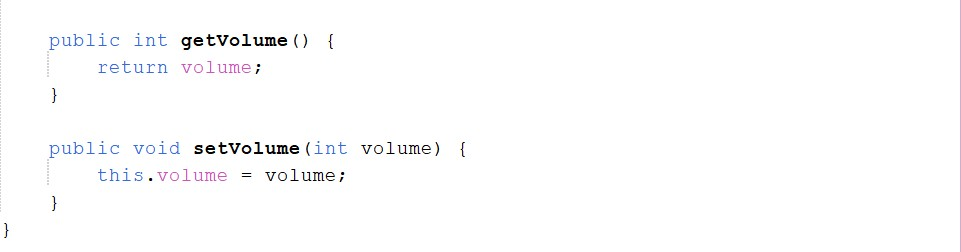 public int getVolume() {
        return volume;
    }

    public void setVolume(int volume) {
        this.volume = volume;
    }
}